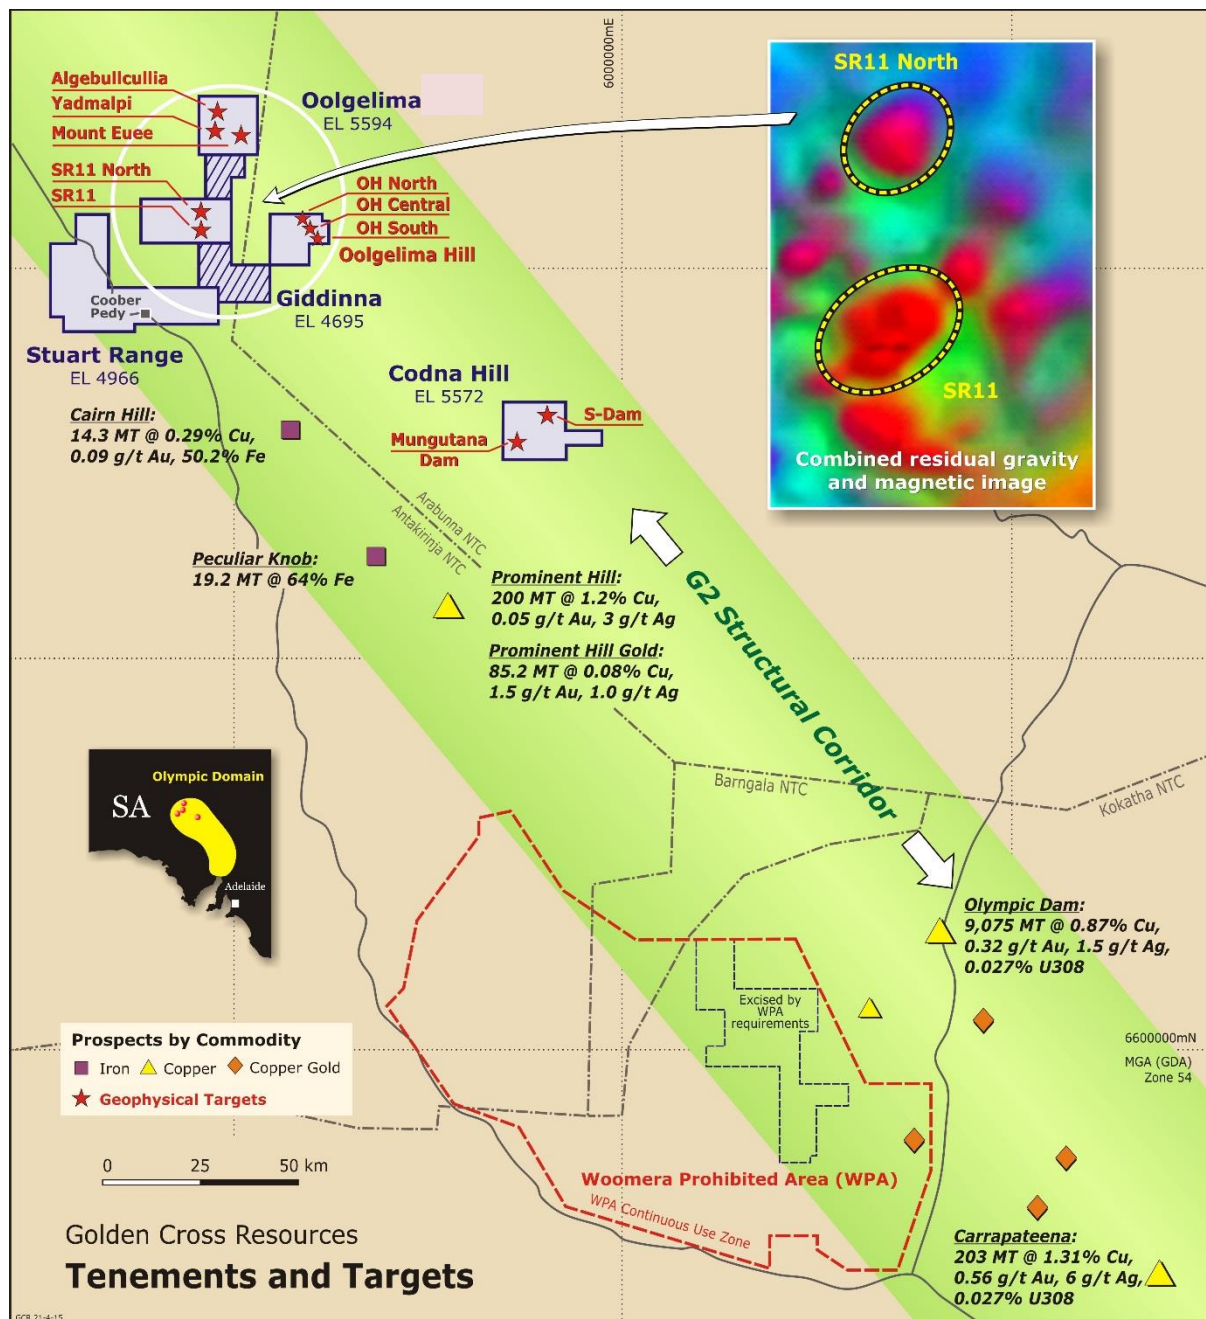 6000000mE
SR11 North
SR11
Combined residual gravity
and magnetic image
Algebullcullia
Yadmalpi
Mount Euee
Oolgelima
EL 5594
SR11 North
SR11
OH North
OH Central
OH South
Oolgelima Hill
Coober
Pedy
Giddinna
EL 4695
Stuart Range
EL 4966
Codna Hill
EL 5572
S-Dam
Mungutana
Dam
Cairn Hill:
14.3 MT @ 0.29% Cu,
0.09 g/t Au, 50.2% Fe
Arabunna NTC
Antakirinja NTC
Peculiar Knob:
19.2 MT @ 64% Fe
Prominent Hill:
200 MT @ 1.2% Cu,
0.05 g/t Au, 3 g/t Ag
Prominent Hill Gold:
85.2 MT @ 0.08% Cu,
1.5 g/t Au, 1.0 g/t Ag
G2 Structural Corridor
Barngala NTC
Kokatha NTC
Olympic Domain
SA
Adelaide
Olympic Dam:
9,075 MT @ 0.87% Cu,
0.32 g/t Au, 1.5 g/t Ag,
0.027% U308
Excised by
WPA
requirements
6600000mN
MGA (GDA)
Zone 54
Prospects by Commodity
Iron Copper Copper Gold
Geophysical Targets
0 25 50 km
Woomera Prohibited Area (WPA)
WPA Continuous Use Zone
Carrapateena:
203 MT @ 1.31% Cu,
0.56 g/t Au, 6 g/t Ag,
0.027% U308
Golden Cross Resources
Tenements and Targets
GCR 21-4-15